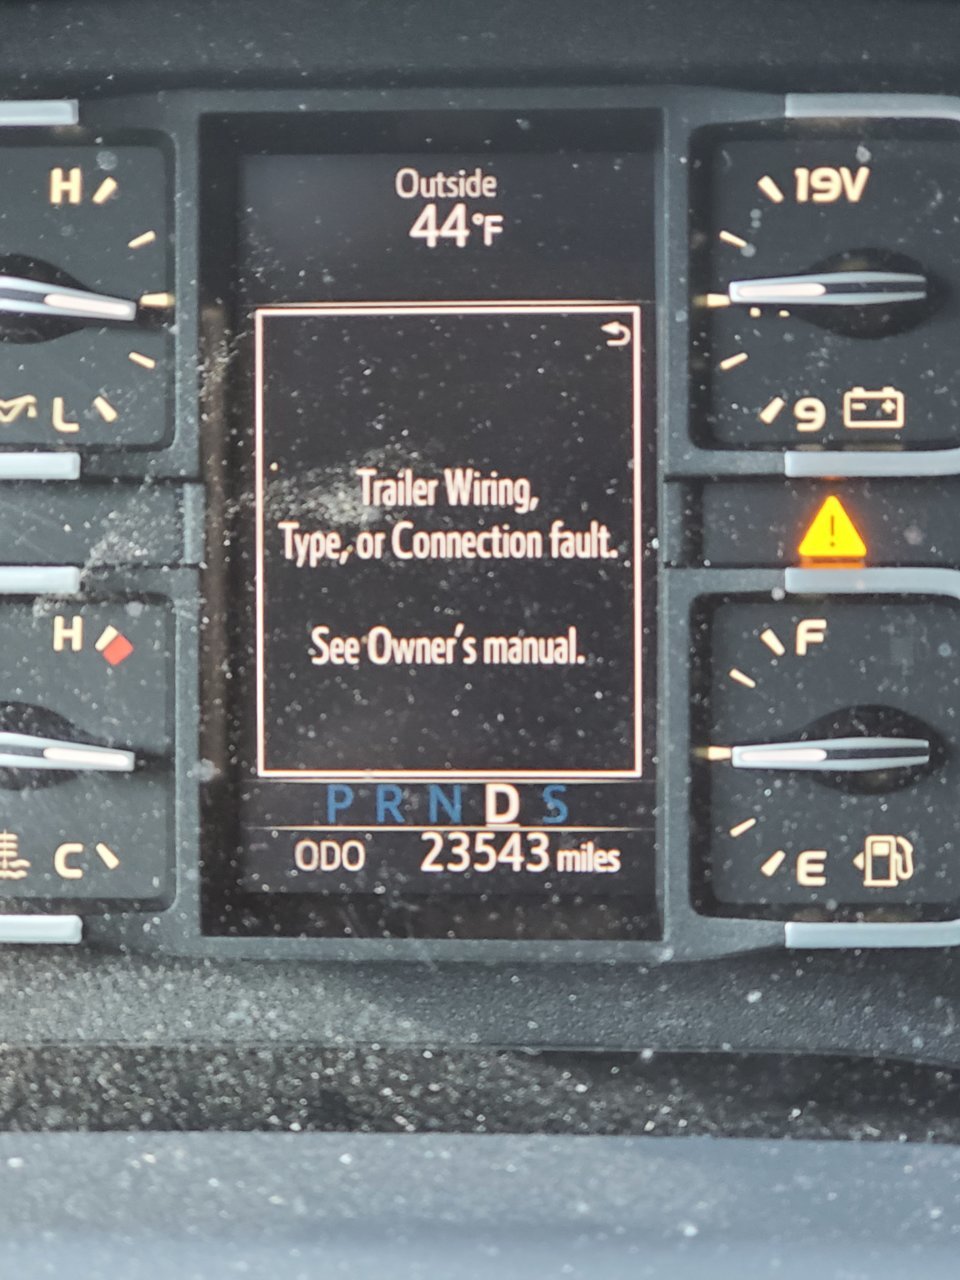 Outside
44°F
H
19V
L
9
Trailer Wiring,
Type, or Connection fault.
See Owner's manual.
H
F
P R N D S
ODO 23543 miles
C
E